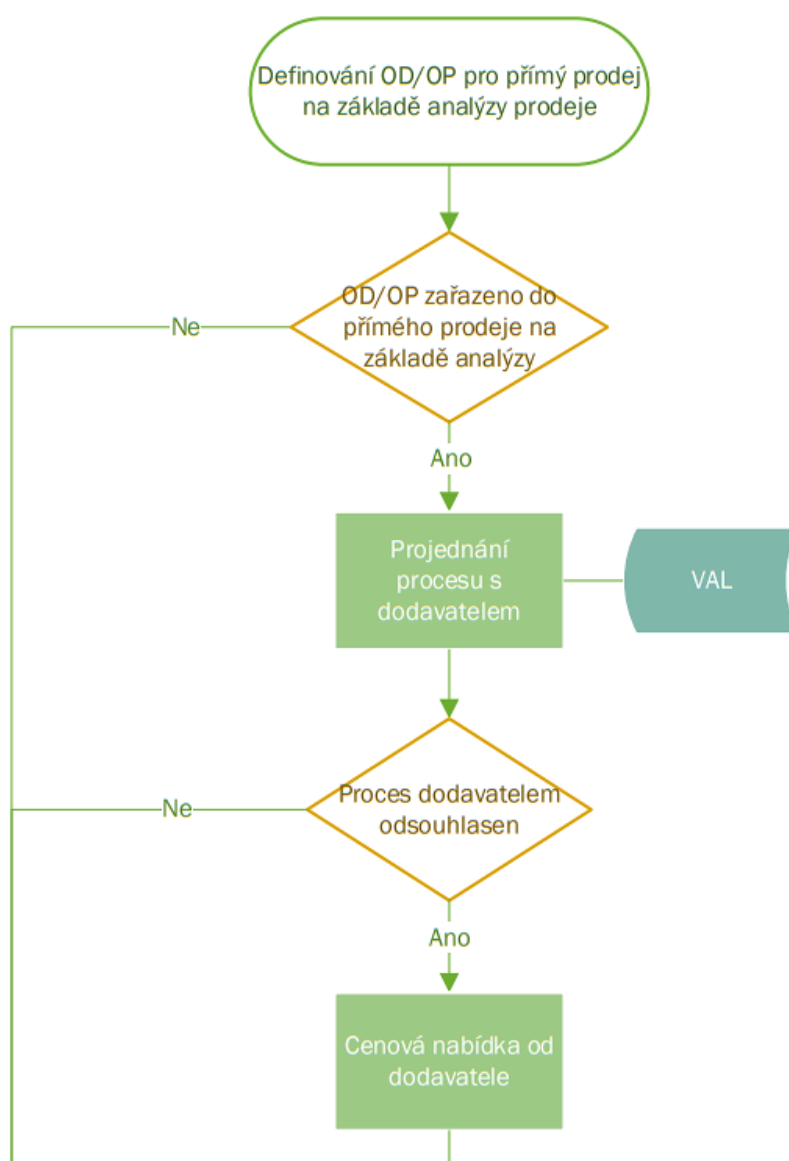 Definování OD/OP pro přímý prodej
na základě analýzy prodeje
OD/OP zařazeno do
přímého prodeje na
základě analýzy
Ne
Ano
Projednání
procesu s
dodavatelem
VAL
Proces dodavatelem
odsouhlasen
Ne
Ano
Cenová nabídka od
dodavatele